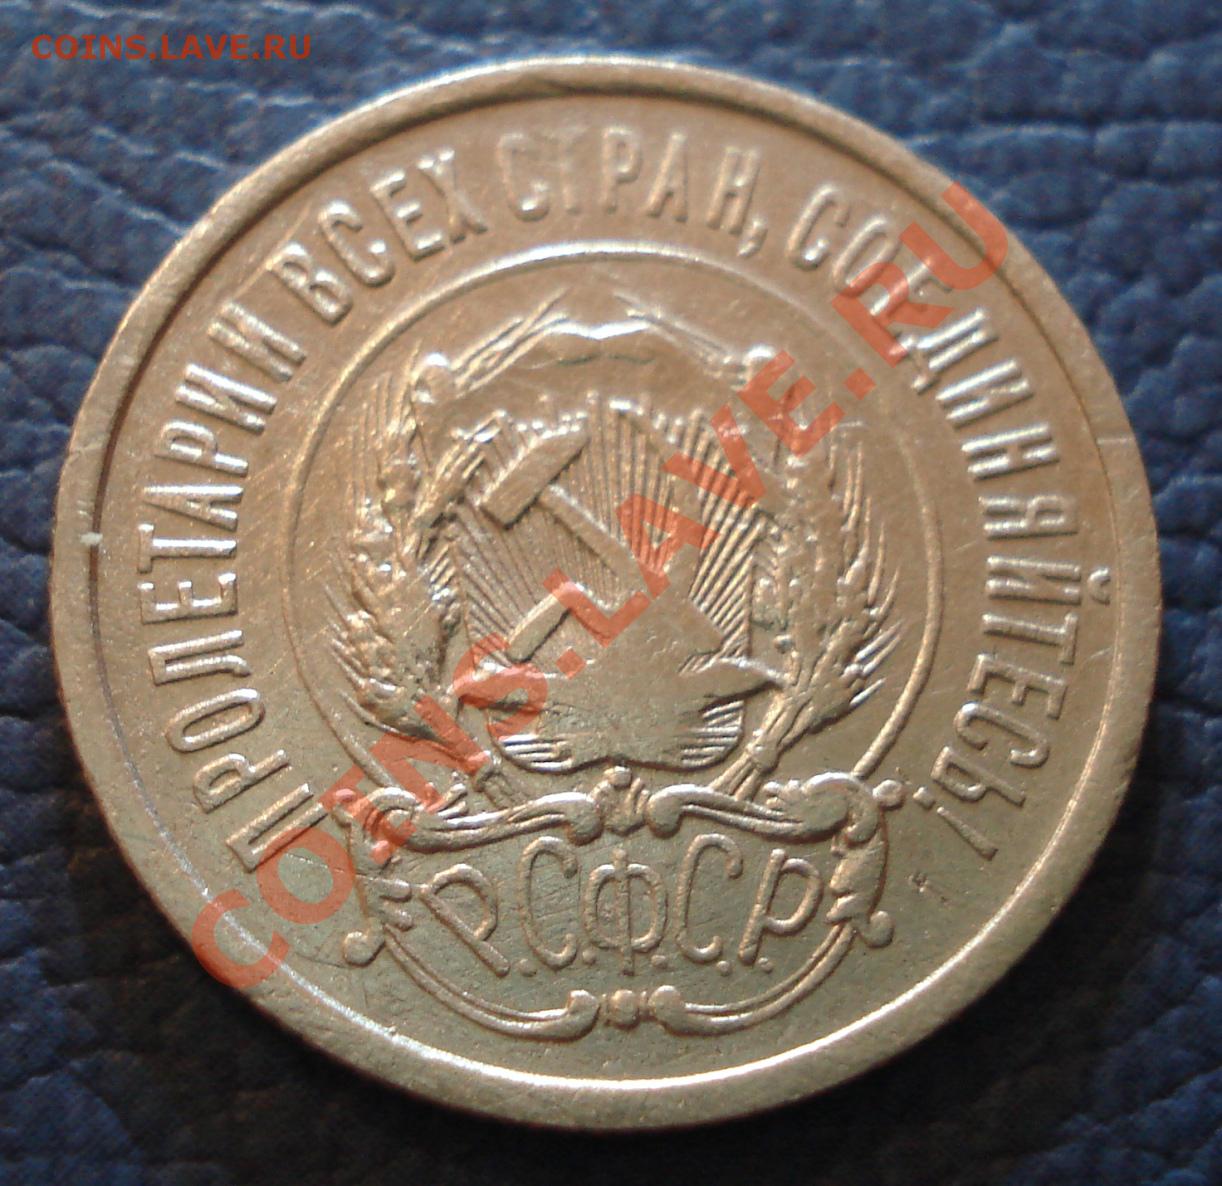 COINS.LAVE.RU
ПРОЛЕТАРИИ ВСЕХ СТРАН, СОЕДИНЯЙТЕСЬ!
COINS.LAVE.RU
Р.С.Ф.С.Р.